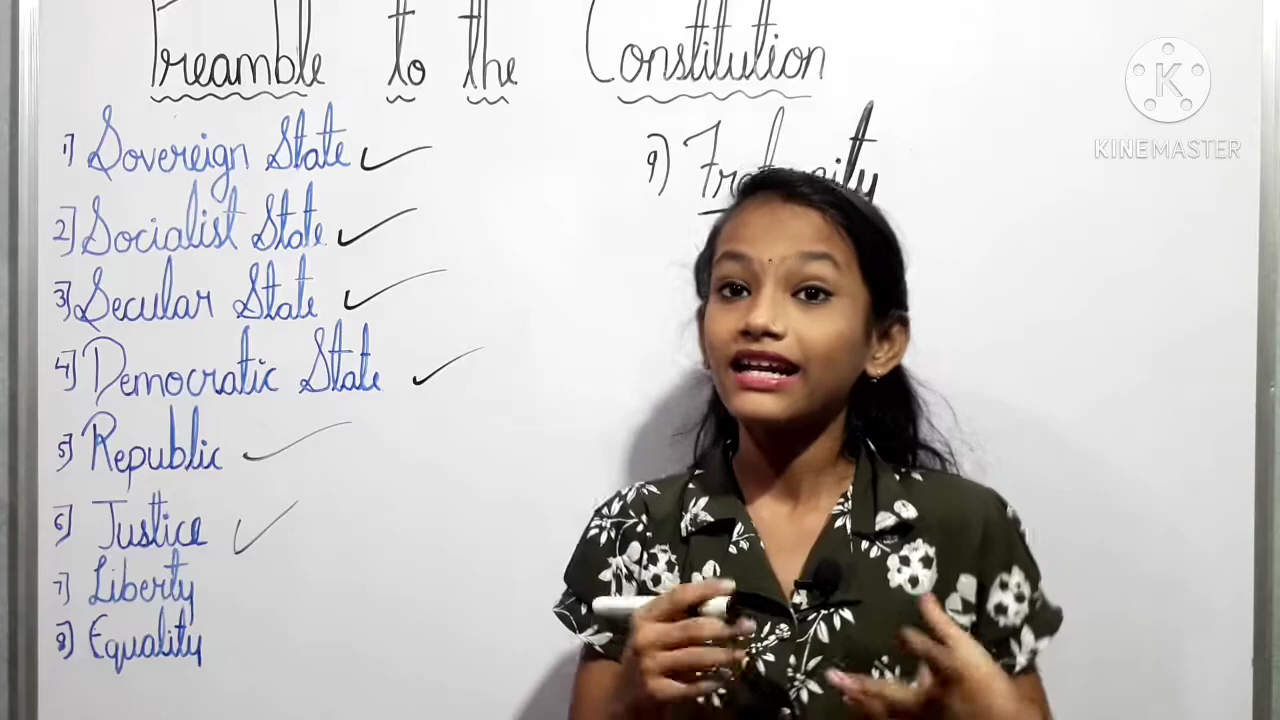 Preamble to the Constitution
1) Sovereign State
2] Socialist State
3] Secular State
4] Democratic State
5] Republic
6] Justice
7] Liberty
8] Equality
9)
K
KINEMASTER